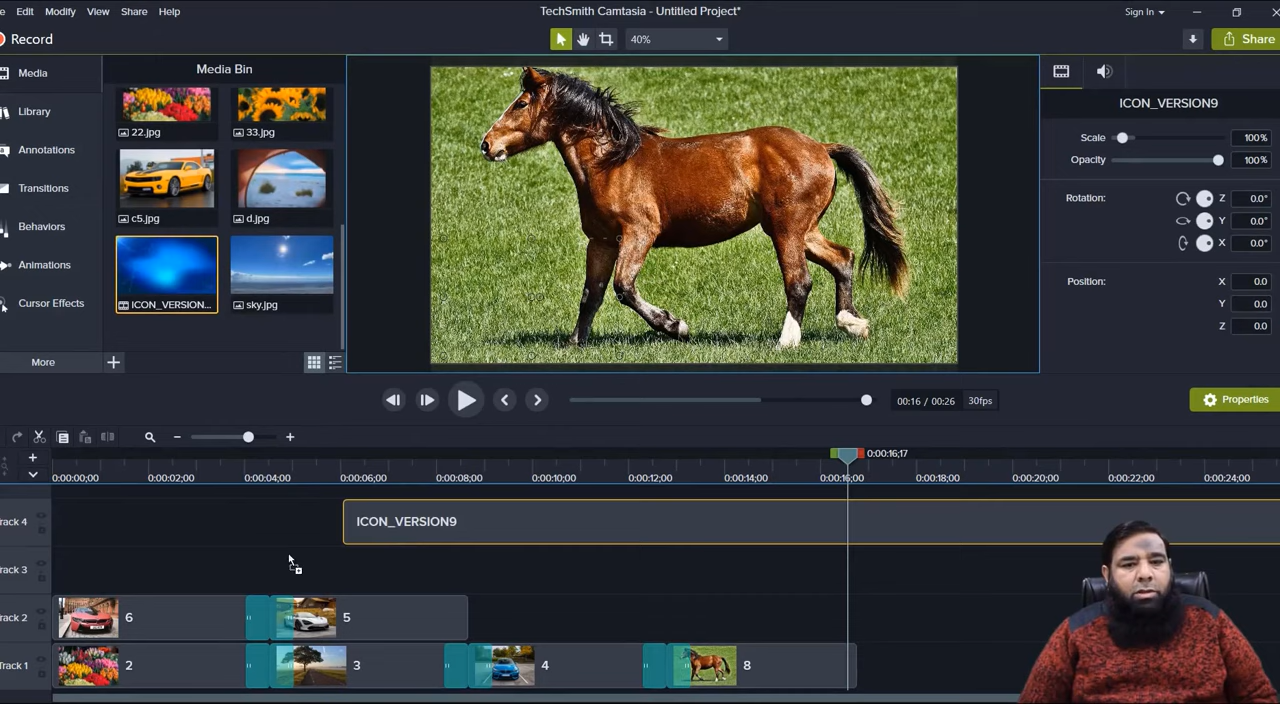 Edit Modify View Share Help
TechSmith Camtasia - Untitled Project*
Sign In
Record
40%
Share
Media
Library
Annotations
Transitions
Behaviors
Animations
Cursor Effects
More
Media Bin
22.jpg
33.jpg
c5.jpg
d.jpg
ICON_VERSION...
sky.jpg
ICON_VERSION9
Scale 100%
Opacity 100%
Rotation: Z 0.0°
Y 0.0°
X 0.0°
Position: X 0.0
Y 0.0
Z 0.0
00:16 / 00:26 30fps
Properties
0:00:16;17
0:00:00;00 0:00:02;00 0:00:04;00 0:00:06;00 0:00:08;00 0:00:10;00 0:00:12;00 0:00:14;00 0:00:16;00 0:00:18;00 0:00:20;00 0:00:22;00 0:00:24;00
rack 4 ICON_VERSION9
rack 3
rack 2 6 5
rack 1 2 3 4 8